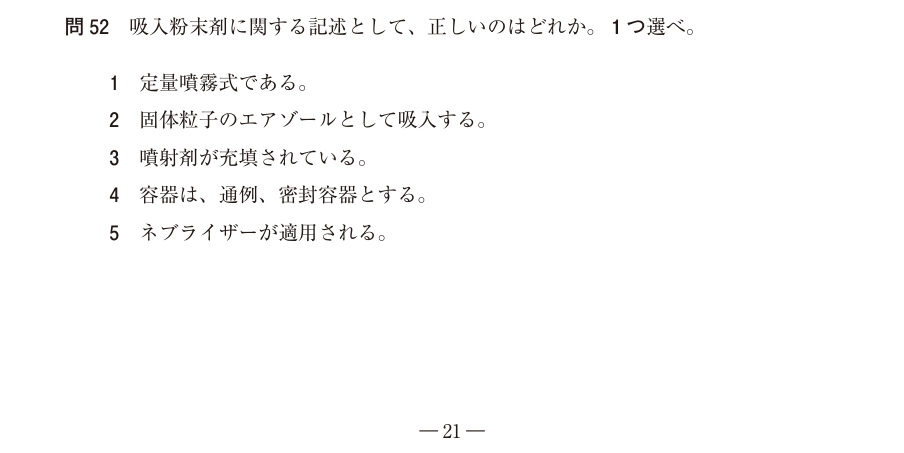 問 52 吸入粉末剤に関する記述として、正しいのはどれか。1つ選べ。
1 定量噴霧式である。
2 固体粒子のエアゾールとして吸入する。
3 噴射剤が充填されている。
4 容器は、通例、密封容器とする。
5 ネブライザーが適用される。
― 21 ―